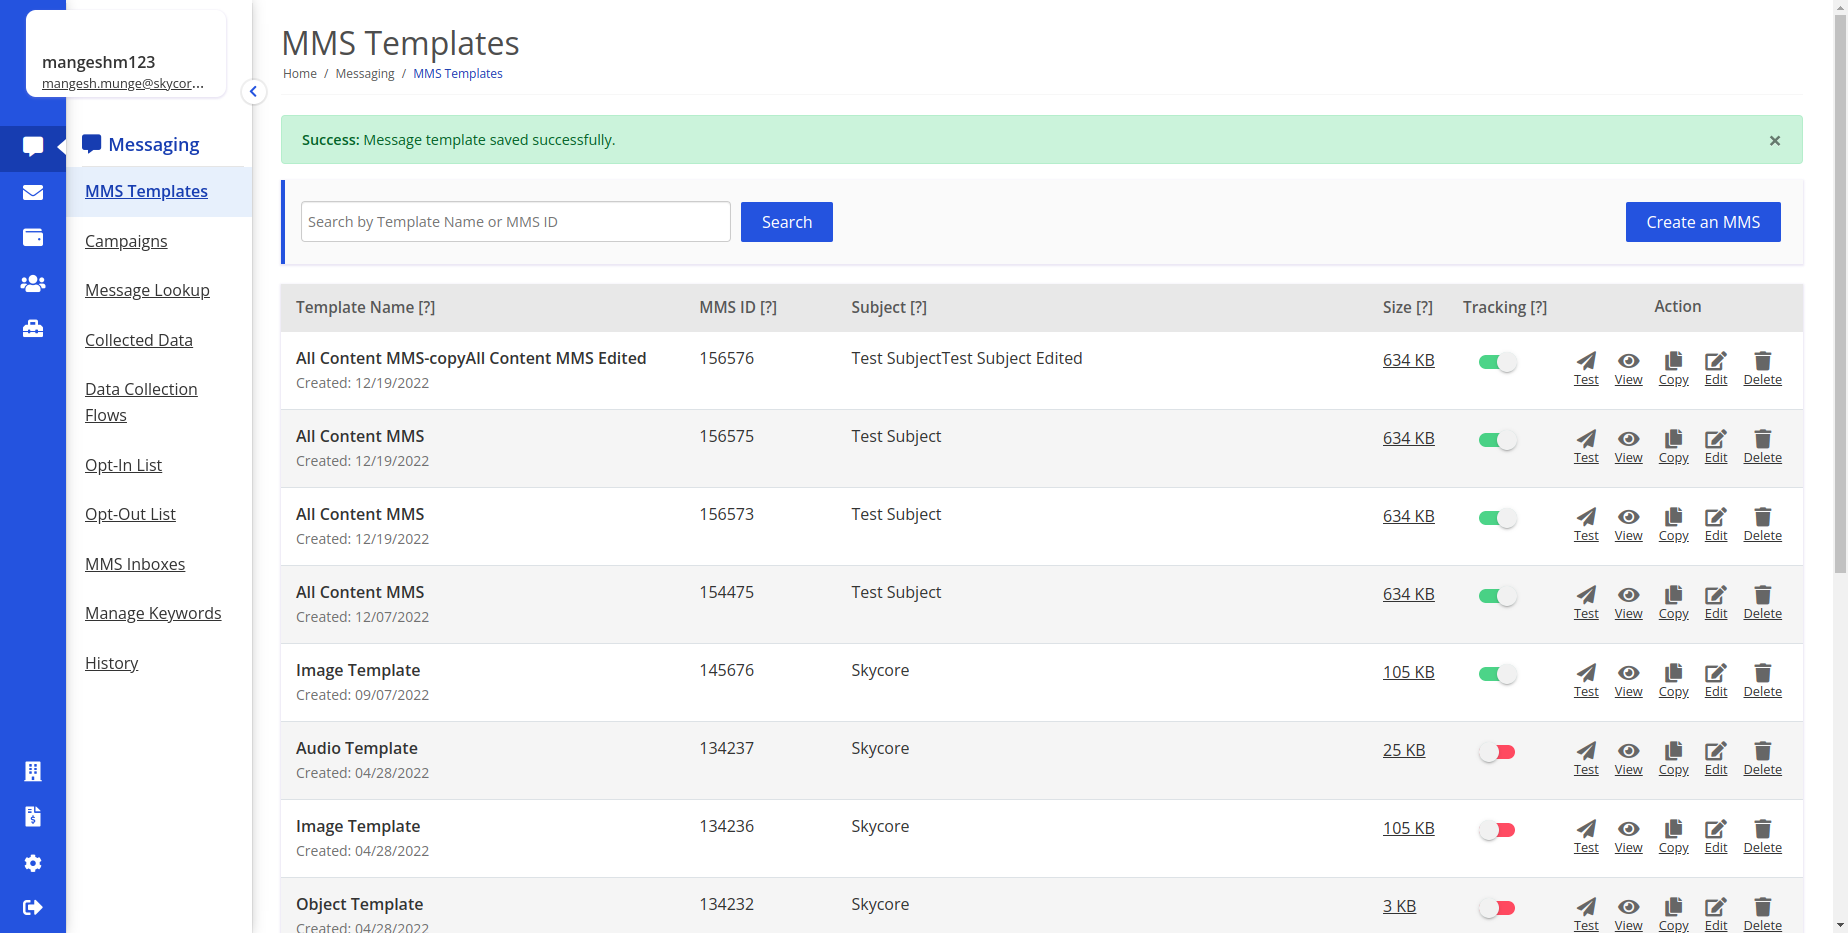 mangeshm123
mangesh.munge@skycor...
Messaging
MMS Templates
Campaigns
Message Lookup
Collected Data
Data Collection
Flows
Opt-In List
Opt-Out List
MMS Inboxes
Manage Keywords
History
MMS Templates
Home / Messaging / MMS Templates
Success: Message template saved successfully. ×
Search by Template Name or MMS ID Search Create an MMS
Template Name [?] MMS ID [?] Subject [?] Size [?] Tracking [?] Action
All Content MMS-copyAll Content MMS Edited 156576 Test SubjectTest Subject Edited 634 KB
Created: 12/19/2022 Test View Copy Edit Delete
All Content MMS 156575 Test Subject 634 KB
Created: 12/19/2022 Test View Copy Edit Delete
All Content MMS 156573 Test Subject 634 KB
Created: 12/19/2022 Test View Copy Edit Delete
All Content MMS 154475 Test Subject 634 KB
Created: 12/07/2022 Test View Copy Edit Delete
Image Template 145676 Skycore 105 KB
Created: 09/07/2022 Test View Copy Edit Delete
Audio Template 134237 Skycore 25 KB
Created: 04/28/2022 Test View Copy Edit Delete
Image Template 134236 Skycore 105 KB
Created: 04/28/2022 Test View Copy Edit Delete
Object Template 134232 Skycore 3 KB
Created: 04/28/2022 Test View Copy Edit Delete